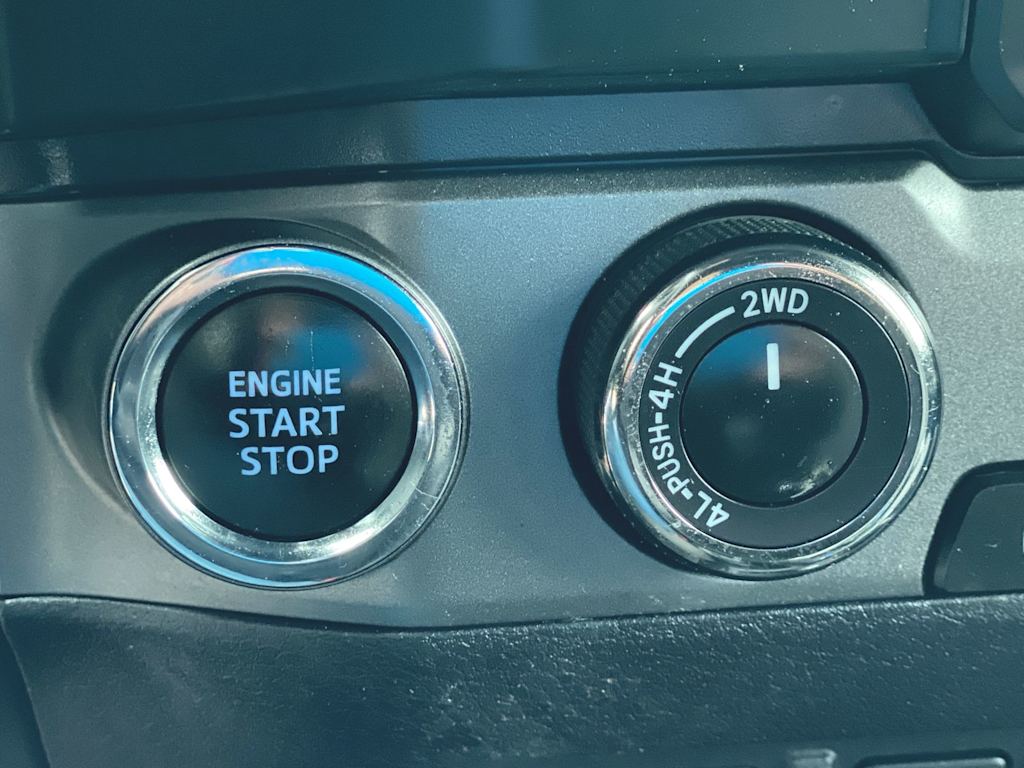 ENGINE
START
STOP
2WD
4L-PUSH-4H